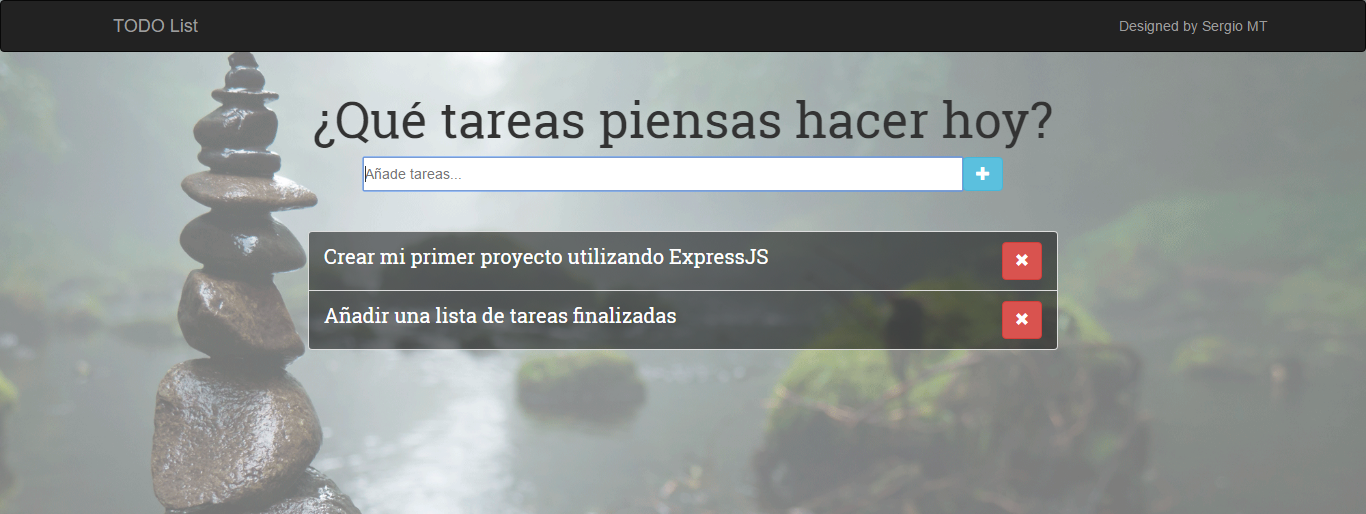 TODO List
Designed by Sergio MT
¿Qué tareas piensas hacer hoy?
Añade tareas...
Crear mi primer proyecto utilizando ExpressJS
Añadir una lista de tareas finalizadas